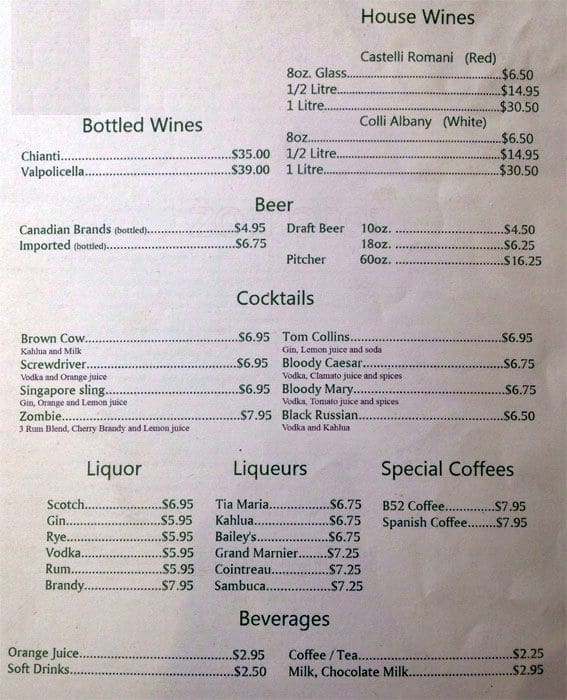 House Wines
Castelli Romani (Red)
8oz. Glass.....$6.50
1/2 Litre.....$14.95
1 Litre.....$30.50
Colli Albany (White)
8oz.....$6.50
1/2 Litre.....$14.95
1 Litre.....$30.50
Bottled Wines
Chianti.....$35.00
Valpolicella.....$39.00
Beer
Canadian Brands (bottled).....$4.95
Imported (bottled).....$6.75
Draft Beer 10oz. .....$4.50
18oz. .....$6.25
Pitcher 60oz. .....$16.25
Cocktails
Brown Cow.....$6.95
Kahlua and Milk
Screwdriver.....$6.95
Vodka and Orange juice
Singapore sling.....$6.95
Gin, Orange and Lemon juice
Zombie.....$7.95
3 Rum Blend, Cherry Brandy and Lemon juice
Tom Collins.....$6.95
Gin, Lemon juice and soda
Bloody Caesar.....$6.75
Vodka, Clamato juice and spices
Bloody Mary.....$6.75
Vodka, Tomato juice and spices
Black Russian.....$6.50
Vodka and Kahlua
Liquor
Scotch.....$6.95
Gin.....$5.95
Rye.....$5.95
Vodka.....$5.95
Rum.....$5.95
Brandy.....$7.95
Liqueurs
Tia Maria.....$6.75
Kahlua.....$6.75
Bailey's.....$6.75
Grand Marnier.....$7.25
Cointreau.....$7.25
Sambuca.....$7.25
Special Coffees
B52 Coffee.....$7.95
Spanish Coffee.....$7.95
Beverages
Orange Juice.....$2.95
Soft Drinks.....$2.50
Coffee / Tea.....$2.25
Milk, Chocolate Milk.....$2.95